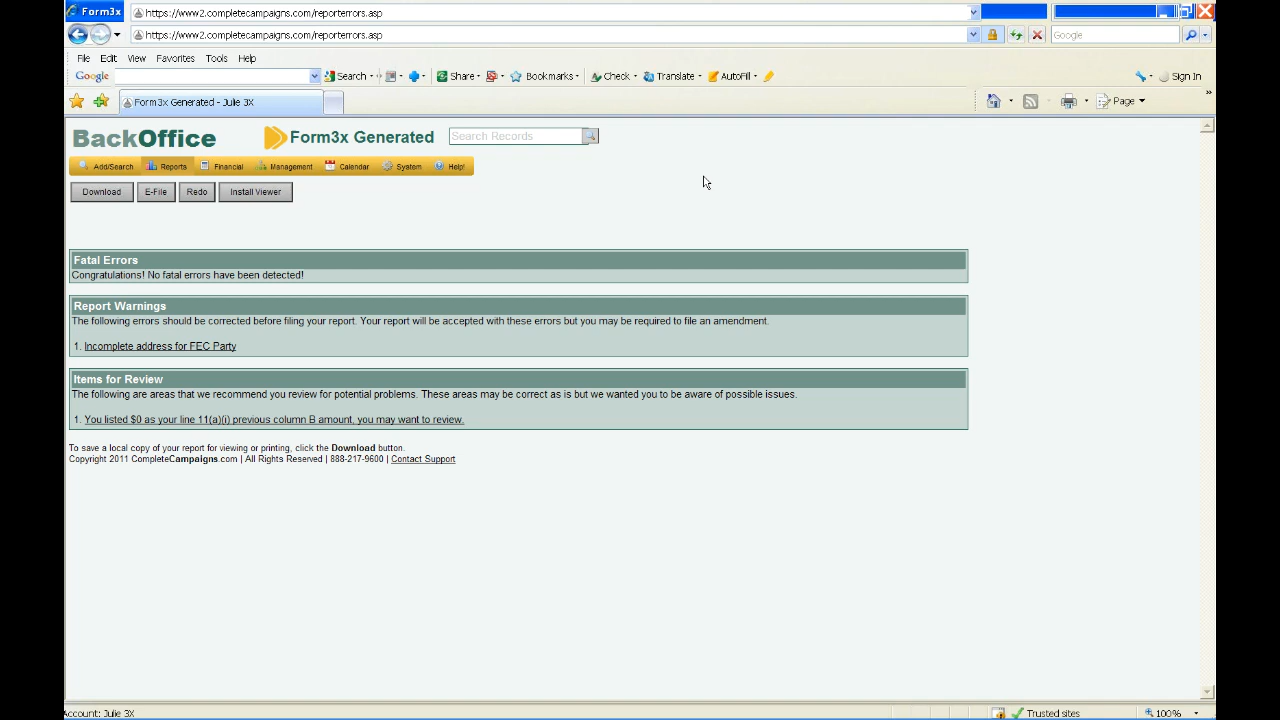 Form3x https://www2.completecampaigns.com/reporterrors.asp
https://www2.completecampaigns.com/reporterrors.asp Google
File Edit View Favorites Tools Help
Google Search Share Bookmarks Check Translate AutoFill Sign In
Form3x Generated - Julie 3X Page
BackOffice Form3x Generated Search Records
Add/Search Reports Financial Management Calendar System Help!
Download E-File Redo Install Viewer
Fatal Errors
Congratulations! No fatal errors have been detected!
Report Warnings
The following errors should be corrected before filing your report. Your report will be accepted with these errors but you may be required to file an amendment.
1. Incomplete address for FEC Party
Items for Review
The following are areas that we recommend you review for potential problems. These areas may be correct as is but we wanted you to be aware of possible issues.
1. You listed $0 as your line 11(a)(i) previous column B amount, you may want to review.
To save a local copy of your report for viewing or printing, click the Download button.
Copyright 2011 CompleteCampaigns.com | All Rights Reserved | 888-217-9600 | Contact Support
Account: Julie 3X Trusted sites 100%